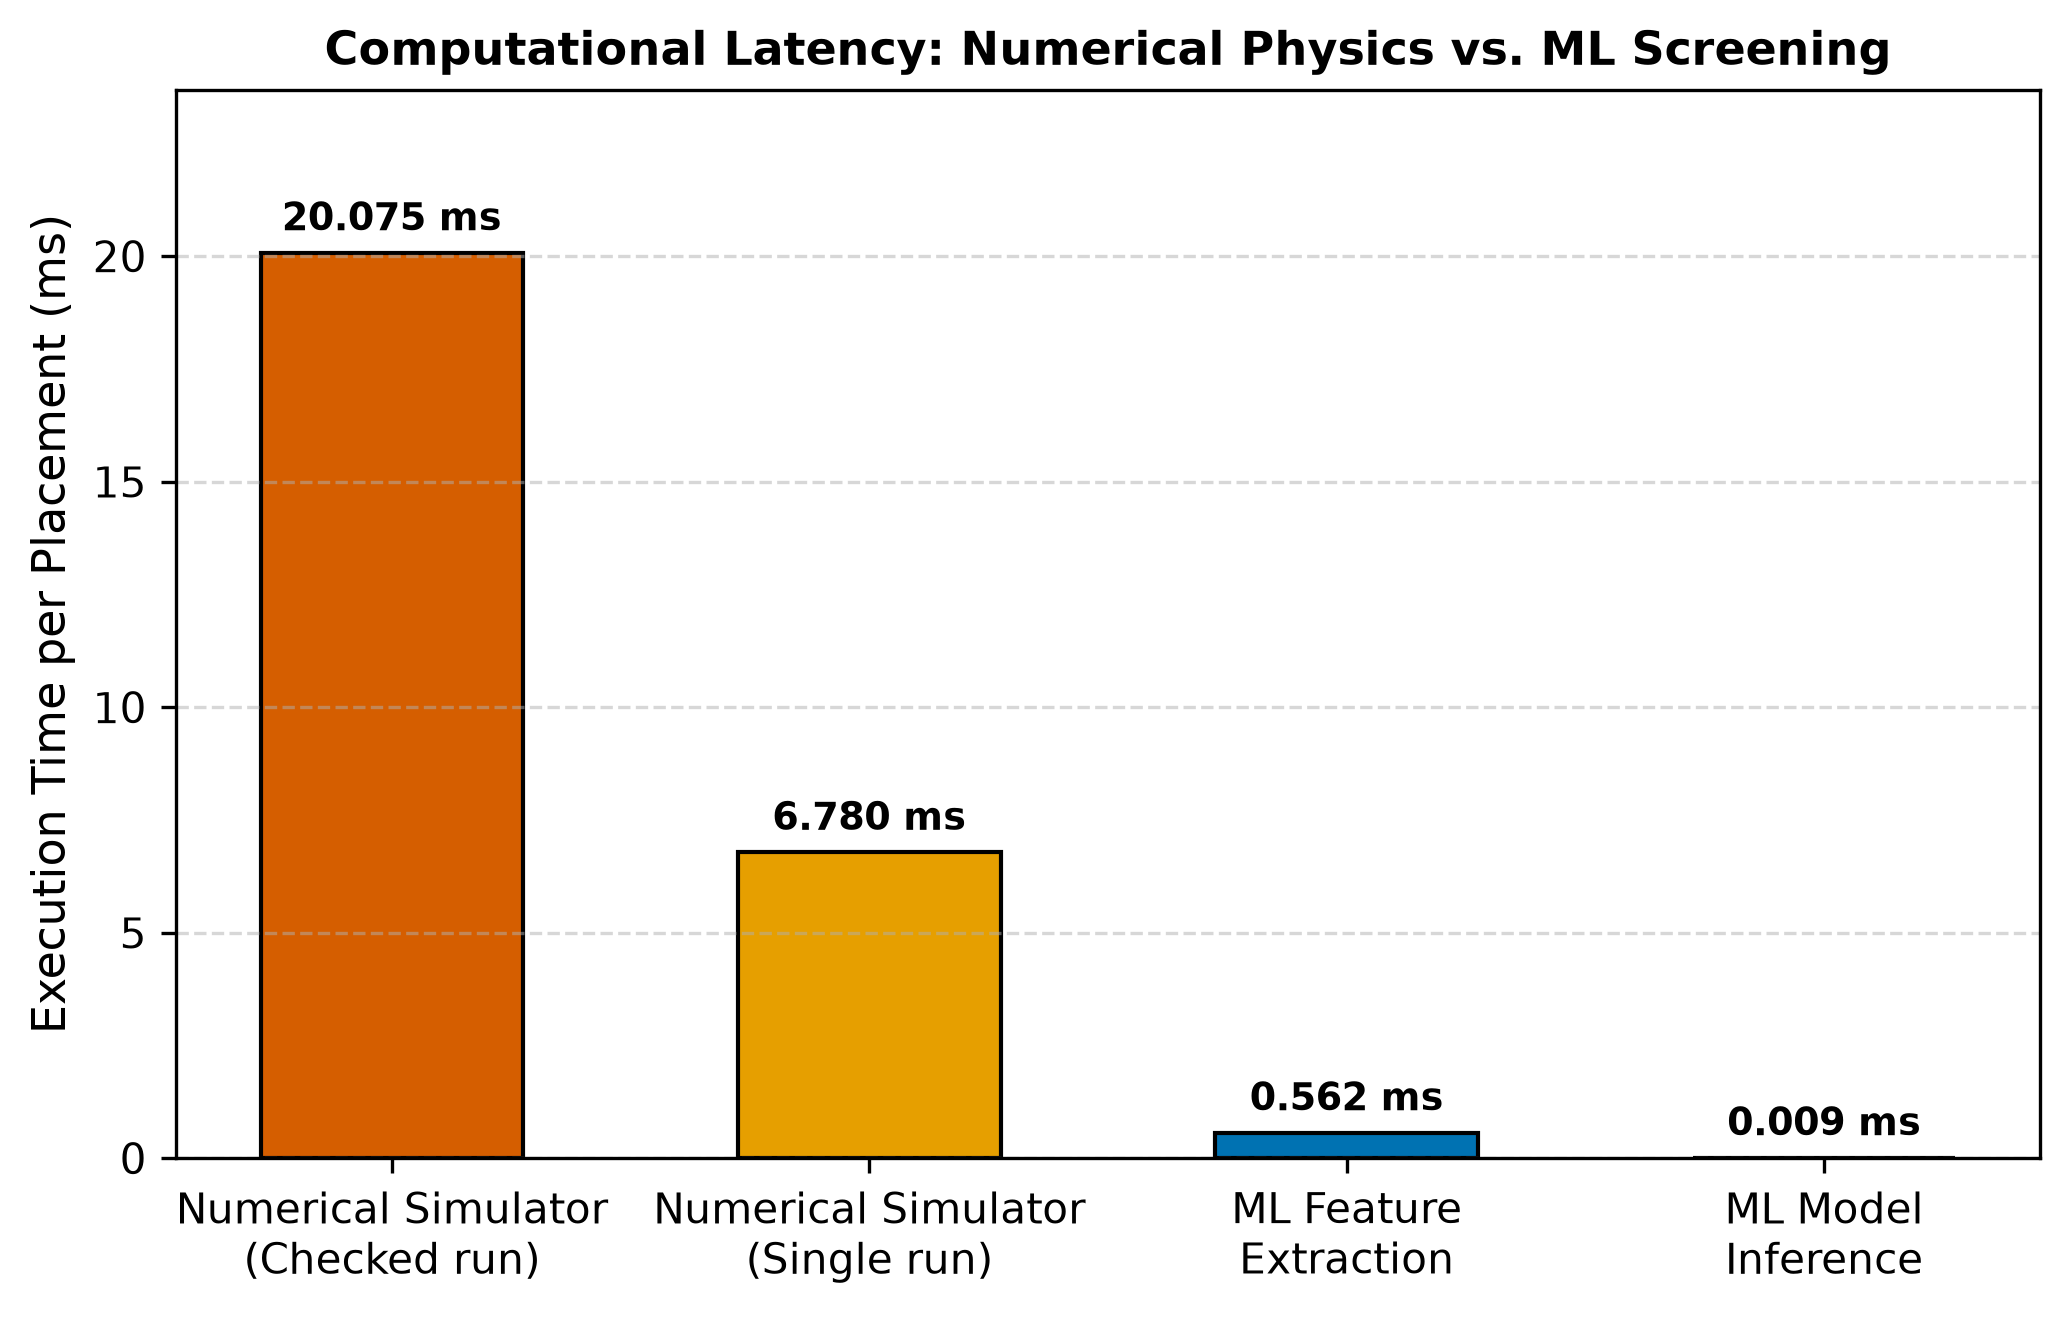 Computational Latency: Numerical Physics vs. ML Screening
Execution Time per Placement (ms)
20
15
10
5
0
20.075 ms
6.780 ms
0.562 ms
0.009 ms
Numerical Simulator
(Checked run)
Numerical Simulator
(Single run)
ML Feature
Extraction
ML Model
Inference